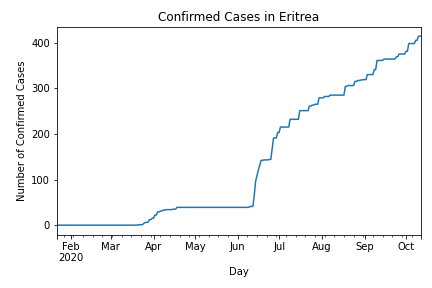 Confirmed Cases in Eritrea
Number of Confirmed Cases
400
300
200
100
0
Feb Mar Apr May Jun Jul Aug Sep Oct
2020
Day